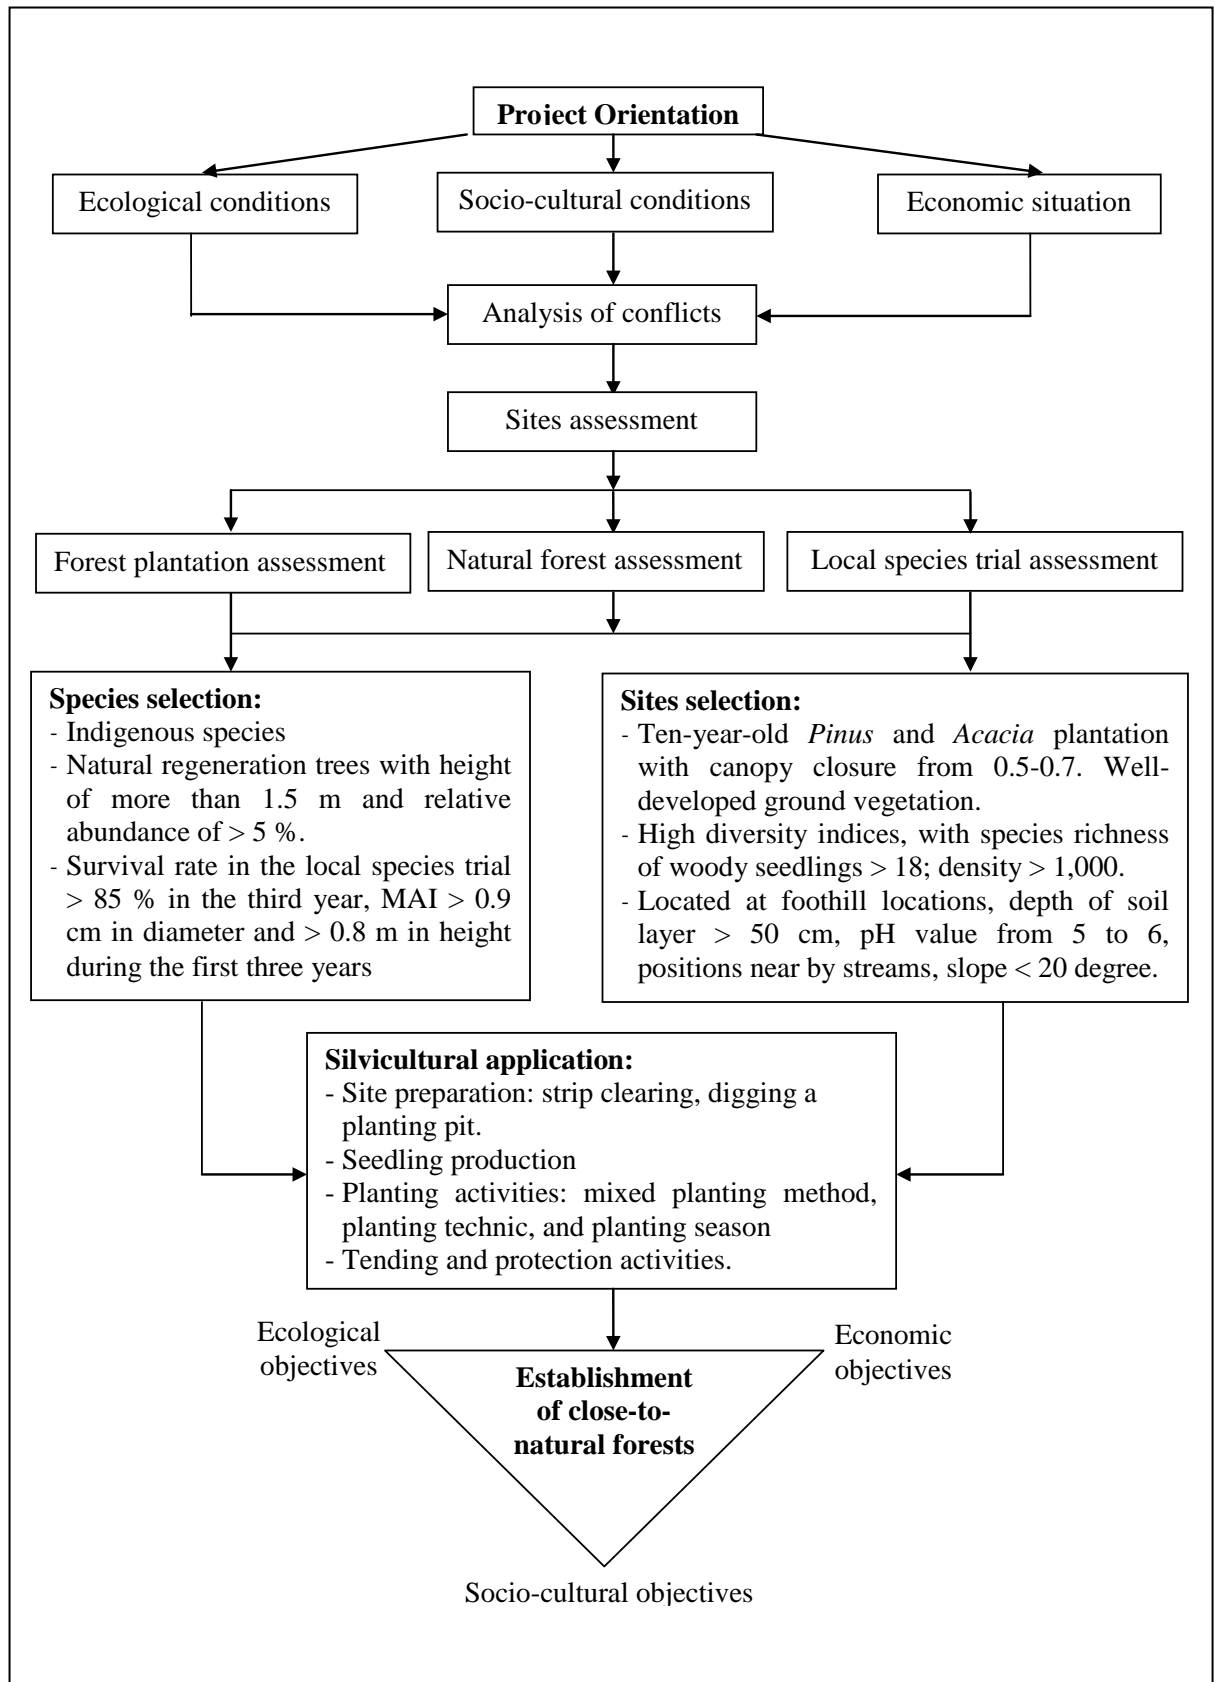 Project Orientation
Ecological conditions
Socio-cultural conditions
Economic situation
Analysis of conflicts
Sites assessment
Forest plantation assessment
Natural forest assessment
Local species trial assessment
Species selection:
- Indigenous species
- Natural regeneration trees with height
of more than 1.5 m and relative
abundance of > 5 %.
- Survival rate in the local species trial
> 85 % in the third year, MAI > 0.9
cm in diameter and > 0.8 m in height
during the first three years
Sites selection:
- Ten-year-old Pinus and Acacia plantation
with canopy closure from 0.5-0.7. Well-
developed ground vegetation.
- High diversity indices, with species richness
of woody seedlings > 18; density > 1,000.
- Located at foothill locations, depth of soil
layer > 50 cm, pH value from 5 to 6,
positions near by streams, slope < 20 degree.
Silvicultural application:
- Site preparation: strip clearing, digging a
planting pit.
- Seedling production
- Planting activities: mixed planting method,
planting technic, and planting season
- Tending and protection activities.
Ecological
objectives
Economic
objectives
Establishment
of close-to-
natural forests
Socio-cultural objectives